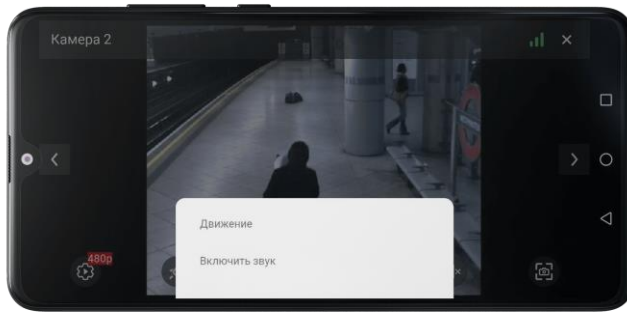 Камера 2
480p
Движение
Включить звук